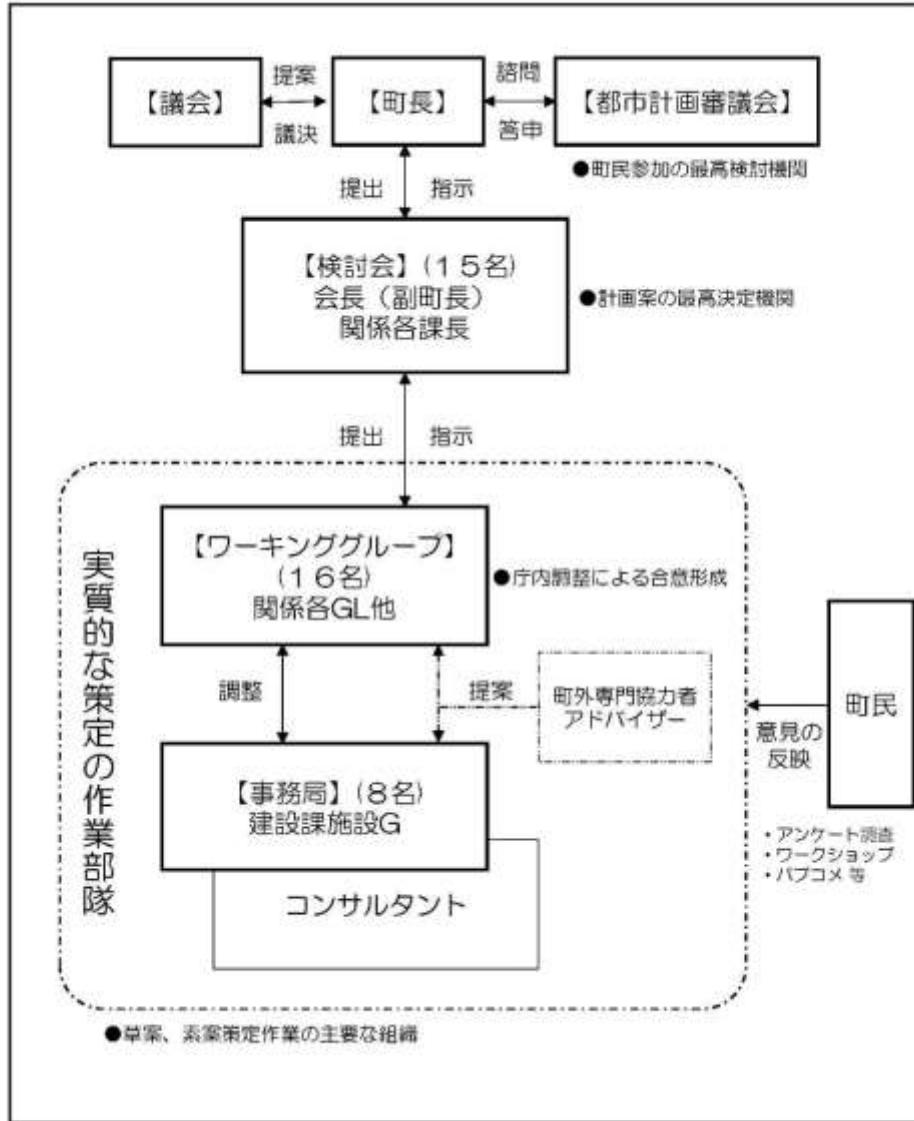 【議会】
提案
議決
【町長】
諮問
答申
【都市計画審議会】
●町民参加の最高検討機関
提出
指示
【検討会】(15名)
会長（副町長）
関係各課長
●計画案の最高決定機関
提出
指示
実質的な策定の作業部隊
【ワーキンググループ】
(16名)
関係各GL他
●庁内調整による合意形成
調整
提案
町外専門協力者
アドバイザー
【事務局】(8名)
建設課施設G
コンサルタント
町民
意見の
反映
・アンケート調査
・ワークショップ
・パブコメ 等
●草案、素案策定作業の主要な組織